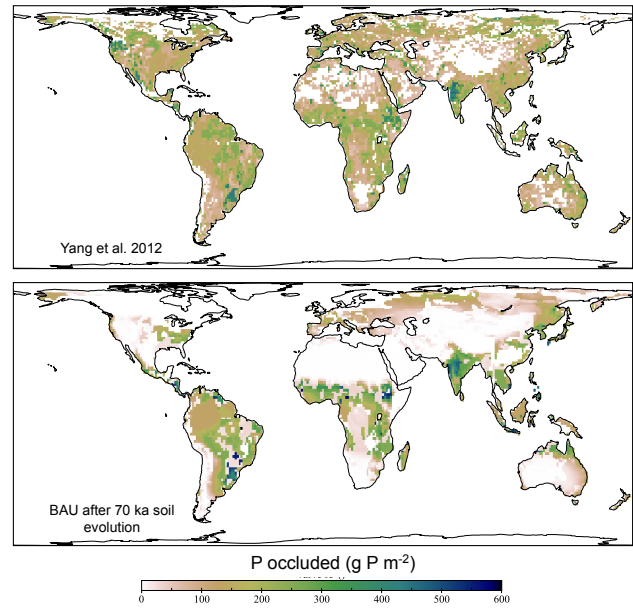 Yang et al. 2012
BAU after 70 ka soil
evolution
P occluded (g P m-2)
0 100 200 300 400 500 600